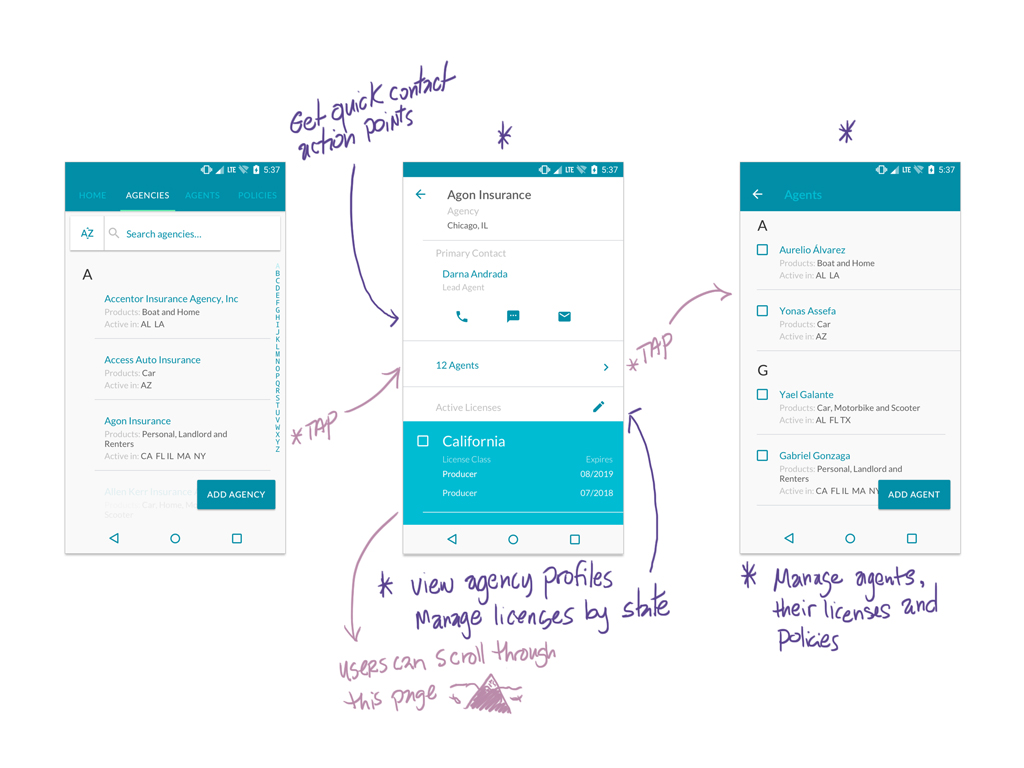 Get quick contact
action points
*
*
LTE 5:37
HOME AGENCIES AGENTS POLICIES
AZ Search agencies...
A
Accentor Insurance Agency, Inc
Products: Boat and Home
Active in: AL LA
Access Auto Insurance
Products: Car
Active in: AZ
Agon Insurance
Products: Personal, Landlord and
Renters
Active in: CA FL IL MA NY
Allen Kerr Insurance
Products: Car, Home,
Scooter
ADD AGENCY
A
B
C
D
E
F
G
H
I
J
K
L
M
N
O
P
Q
R
S
T
U
V
W
X
Y
Z
* TAP
LTE 5:37
Agon Insurance
Agency
Chicago, IL
Primary Contact
Darna Andrada
Lead Agent
12 Agents
Active Licenses
California
License Class Expires
Producer 08/2019
Producer 07/2018
* TAP
LTE 5:37
Agents
A
Aurelio Álvarez
Products: Boat and Home
Active in: AL LA
Yonas Assefa
Products: Car
Active in: AZ
G
Yael Galante
Products: Car, Motorbike and Scooter
Active in: AL FL TX
Gabriel Gonzaga
Products: Personal, Landlord and
Renters
Active in: CA FL IL MA NY
ADD AGENT
* view agency profiles
Manage licenses by state
users can scroll through
this page
* Manage agents,
their licenses and
policies